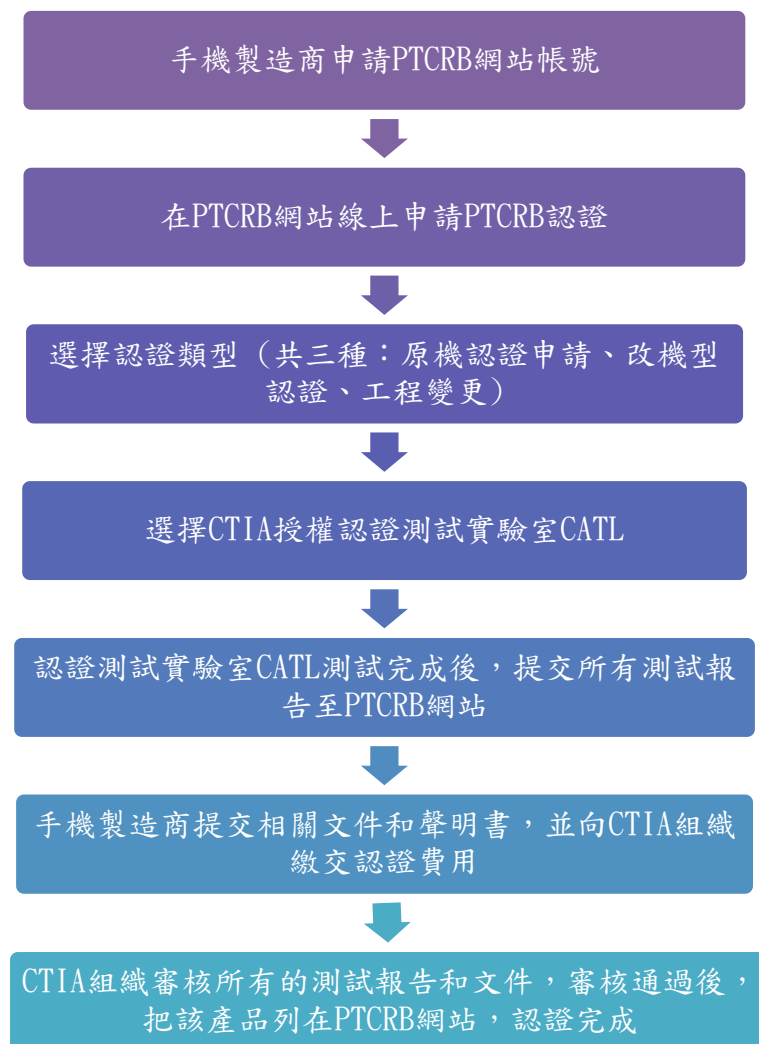 手機製造商申請PTCRB網站帳號
在PTCRB網站線上申請PTCRB認證
選擇認證類型（共三種：原機認證申請、改機型
認證、工程變更）
選擇CTIA授權認證測試實驗室CATL
認證測試實驗室CATL測試完成後，提交所有測試報
告至PTCRB網站
手機製造商提交相關文件和聲明書，並向CTIA組織
繳交認證費用
CTIA組織審核所有的測試報告和文件，審核通過後，
把該產品列在PTCRB網站，認證完成